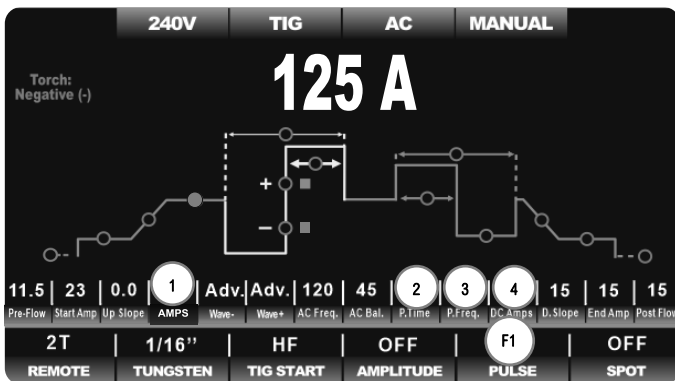 240V TIG AC MANUAL
125 A
Torch:
Negative (-)
+
−
11.5 23 0.0 1 Adv. Adv. 120 45 2 3 4 15 15 15
Pre-Flow Start Amp Up Slope AMPS Wave- Wave+ AC Freq. AC Bal. P.Time P.Freq. DC Amps D. Slope End Amp Post Flow
2T 1/16" HF OFF F1 OFF
REMOTE TUNGSTEN TIG START AMPLITUDE PULSE SPOT